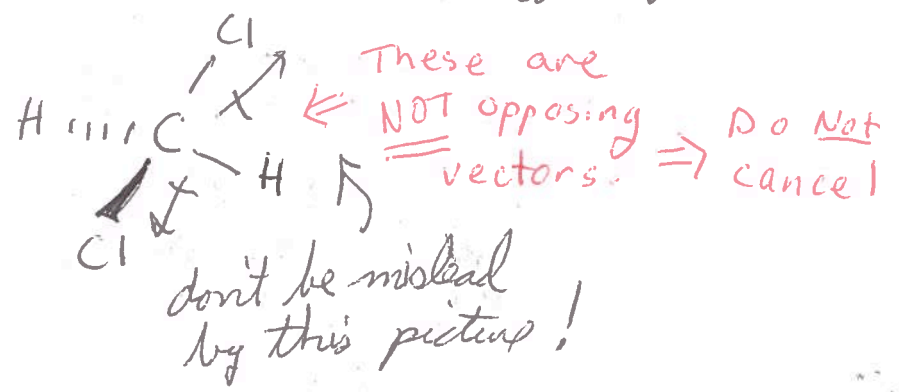 Cl
These are
NOT opposing
vectors.
⇒ Do Not
cancel
H C
H
Cl
don't be mislead
by this picture!